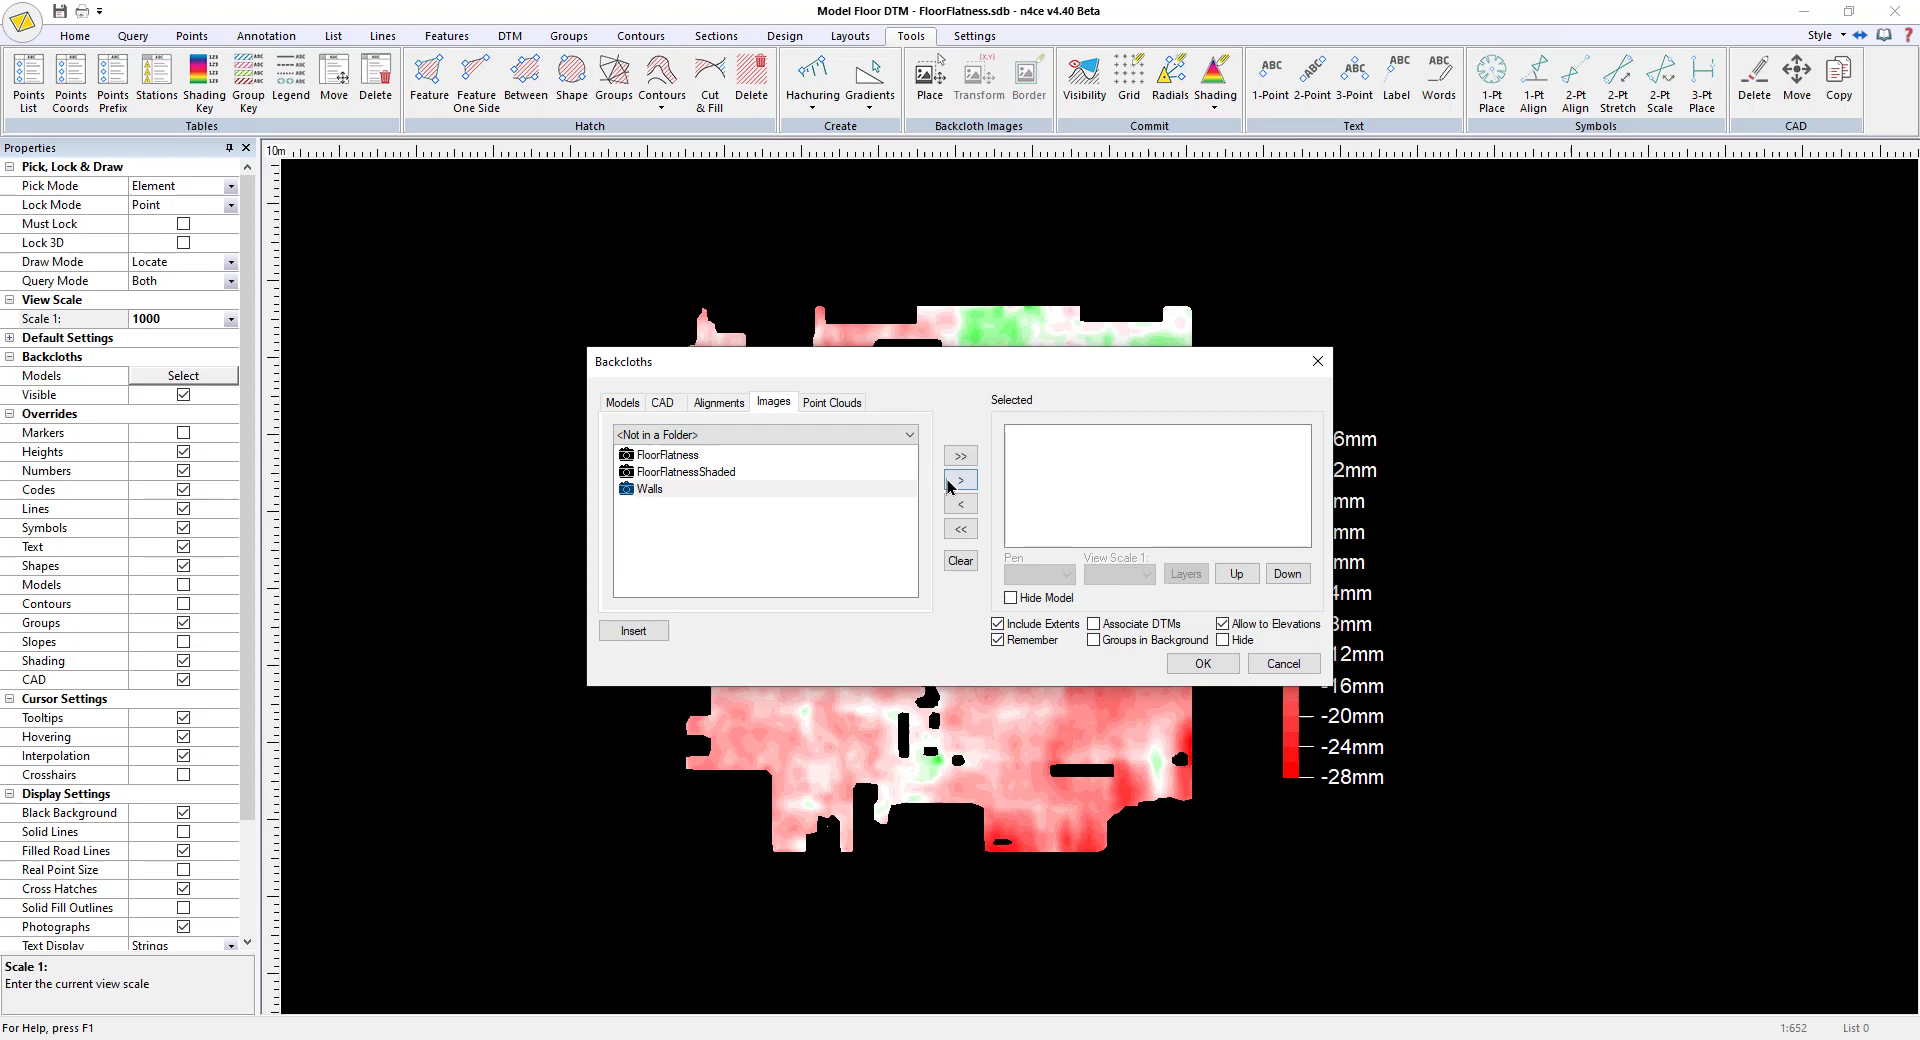 Model Floor DTM - FloorFlatness.sdb - n4ce v4.40 Beta
Home Query Points Annotation List Lines Features DTM Groups Contours Sections Design Layouts Tools Settings Style
Points List
Points Coords
Points Prefix
Stations
Shading Key
Group Key
Legend
Move
Delete
Tables
Feature
Feature One Side
Between
Shape
Groups
Contours
Cut & Fill
Delete
Hatch
Hachuring
Gradients
Create
Place
Transform
Border
Backcloth Images
Visibility
Grid
Radials
Shading
Commit
1-Point
2-Point
3-Point
Label
Words
Text
1-Pt Place
1-Pt Align
2-Pt Align
2-Pt Stretch
2-Pt Scale
3-Pt Place
Symbols
Delete
Move
Copy
CAD
Properties
Pick, Lock & Draw
Pick Mode Element
Lock Mode Point
Must Lock
Lock 3D
Draw Mode Locate
Query Mode Both
View Scale
Scale 1: 1000
Default Settings
Backcloths
Models Select
Visible
Overrides
Markers
Heights
Numbers
Codes
Lines
Symbols
Text
Shapes
Models
Contours
Groups
Slopes
Shading
CAD
Cursor Settings
Tooltips
Hovering
Interpolation
Crosshairs
Display Settings
Black Background
Solid Lines
Filled Road Lines
Real Point Size
Cross Hatches
Solid Fill Outlines
Photographs
Text Display Strings
Scale 1:
Enter the current view scale
10m
Backcloths
Models CAD Alignments Images Point Clouds
<Not in a Folder>
FloorFlatness
FloorFlatnessShaded
Walls
Insert
>>
>
<
<<
Clear
Selected
Pen View Scale 1:
Layers Up Down
Hide Model
Include Extents Associate DTMs Allow to Elevations
Remember Groups in Background Hide
OK Cancel
6mm
2mm
mm
mm
mm
4mm
8mm
12mm
-16mm
-20mm
-24mm
-28mm
For Help, press F1
1:652 List 0